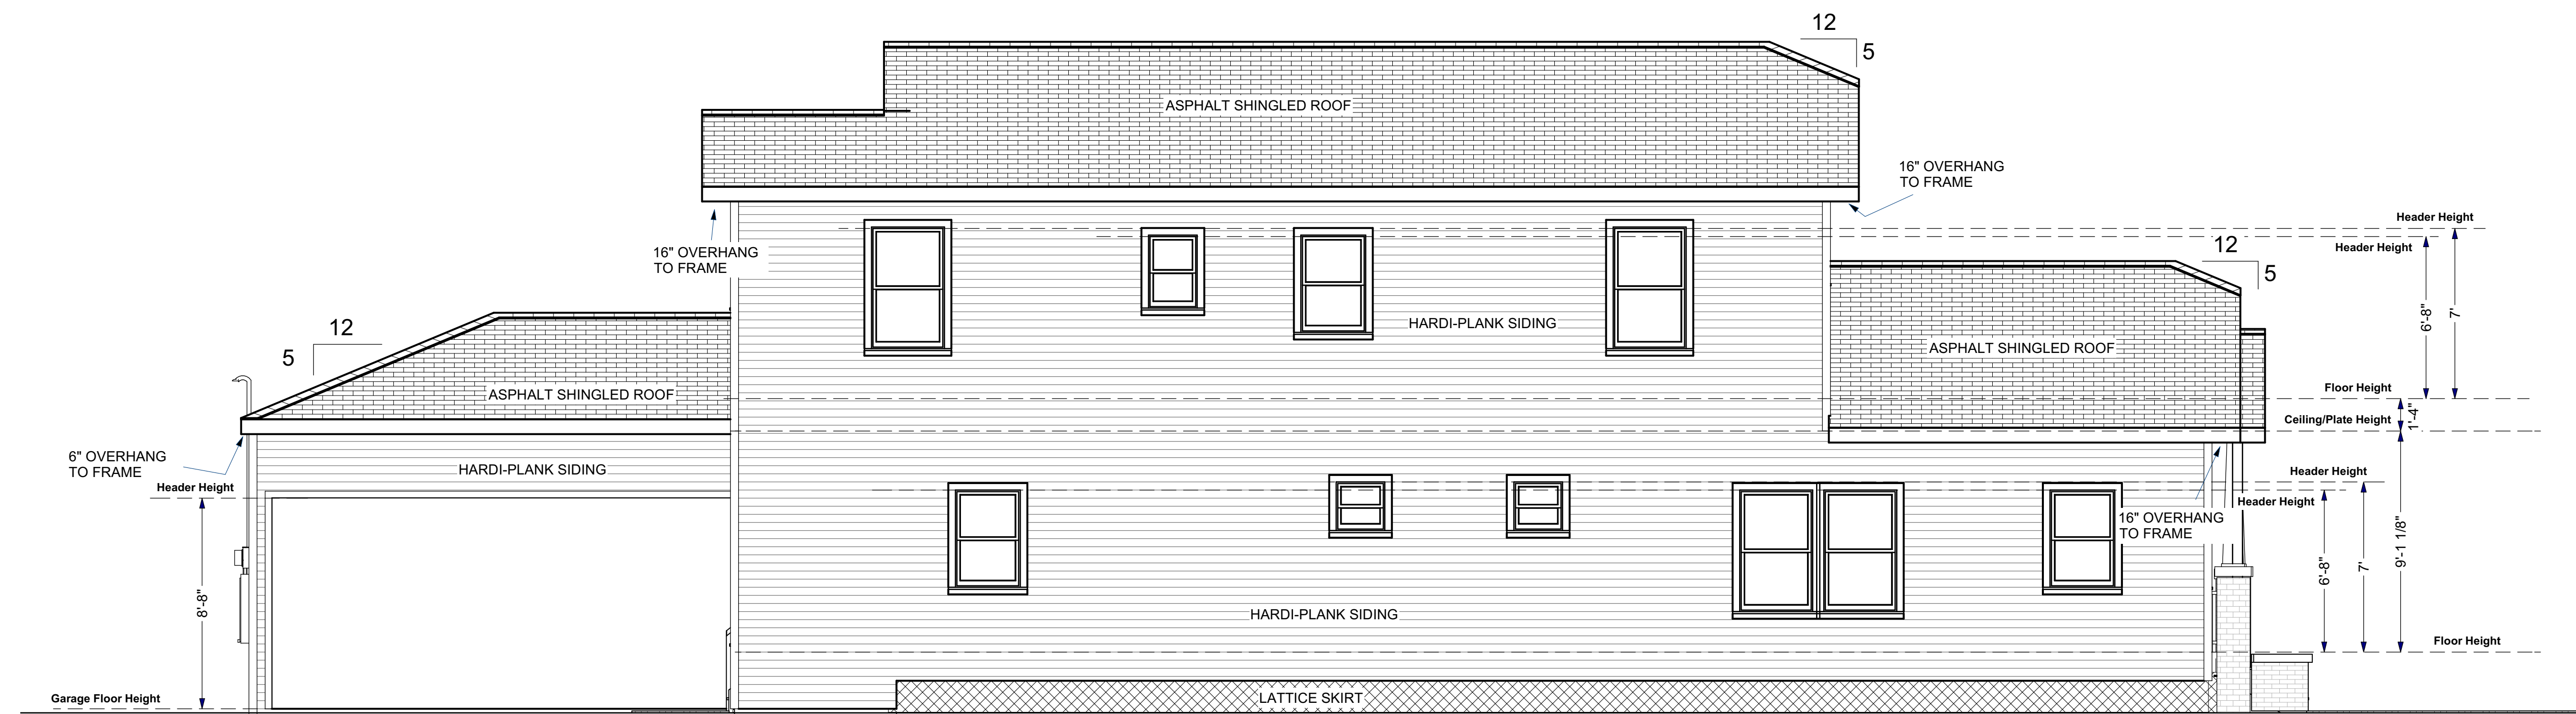 12
5
ASPHALT SHINGLED ROOF
16" OVERHANG
TO FRAME
16" OVERHANG
TO FRAME
Header Height
Header Height
12
5
6'-8"
7'
HARDI-PLANK SIDING
12
5
ASPHALT SHINGLED ROOF
ASPHALT SHINGLED ROOF
Floor Height
1'-4"
Ceiling/Plate Height
6" OVERHANG
TO FRAME
HARDI-PLANK SIDING
Header Height
Header Height
Header Height
16" OVERHANG
TO FRAME
8'-8"
6'-8"
7'
9'-1 1/8"
HARDI-PLANK SIDING
Floor Height
Garage Floor Height
LATTICE SKIRT